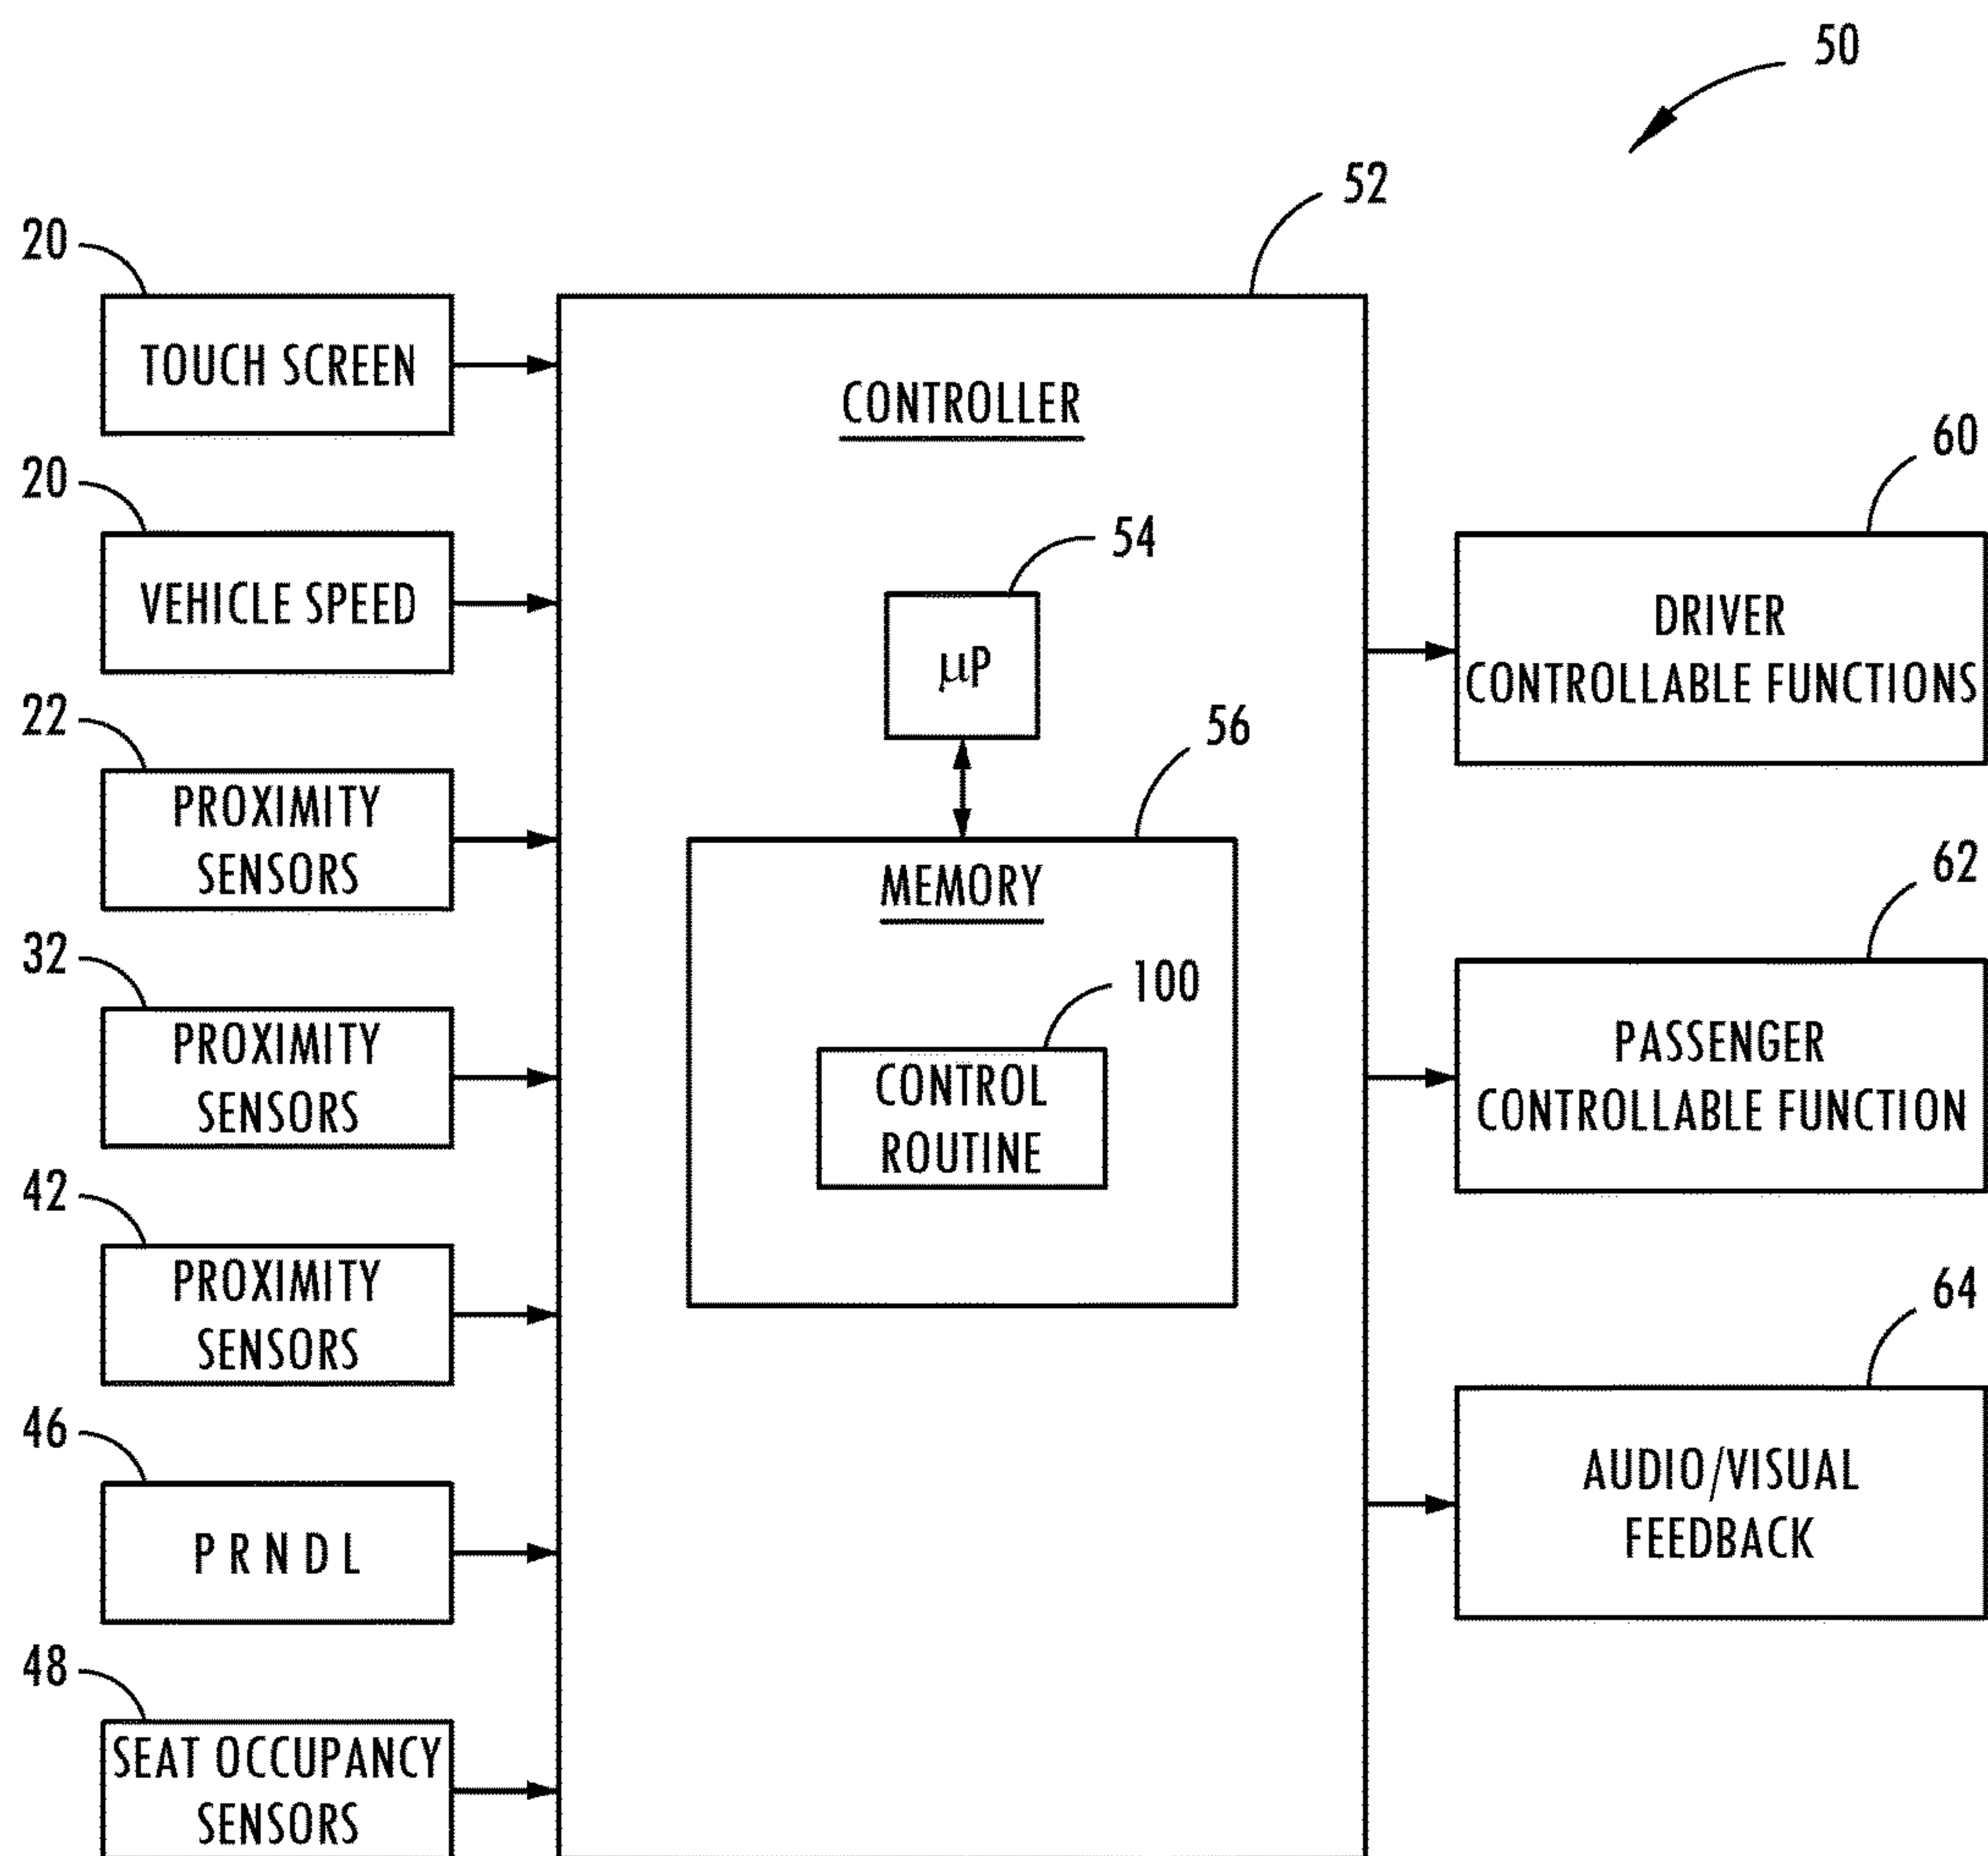 50
52
20
TOUCH SCREEN
CONTROLLER
20
VEHICLE SPEED
54
µP
60
DRIVER
CONTROLLABLE FUNCTIONS
22
PROXIMITY
SENSORS
56
MEMORY
62
PASSENGER
CONTROLLABLE FUNCTION
32
PROXIMITY
SENSORS
100
CONTROL
ROUTINE
42
PROXIMITY
SENSORS
64
AUDIO/VISUAL
FEEDBACK
46
P R N D L
48
SEAT OCCUPANCY
SENSORS